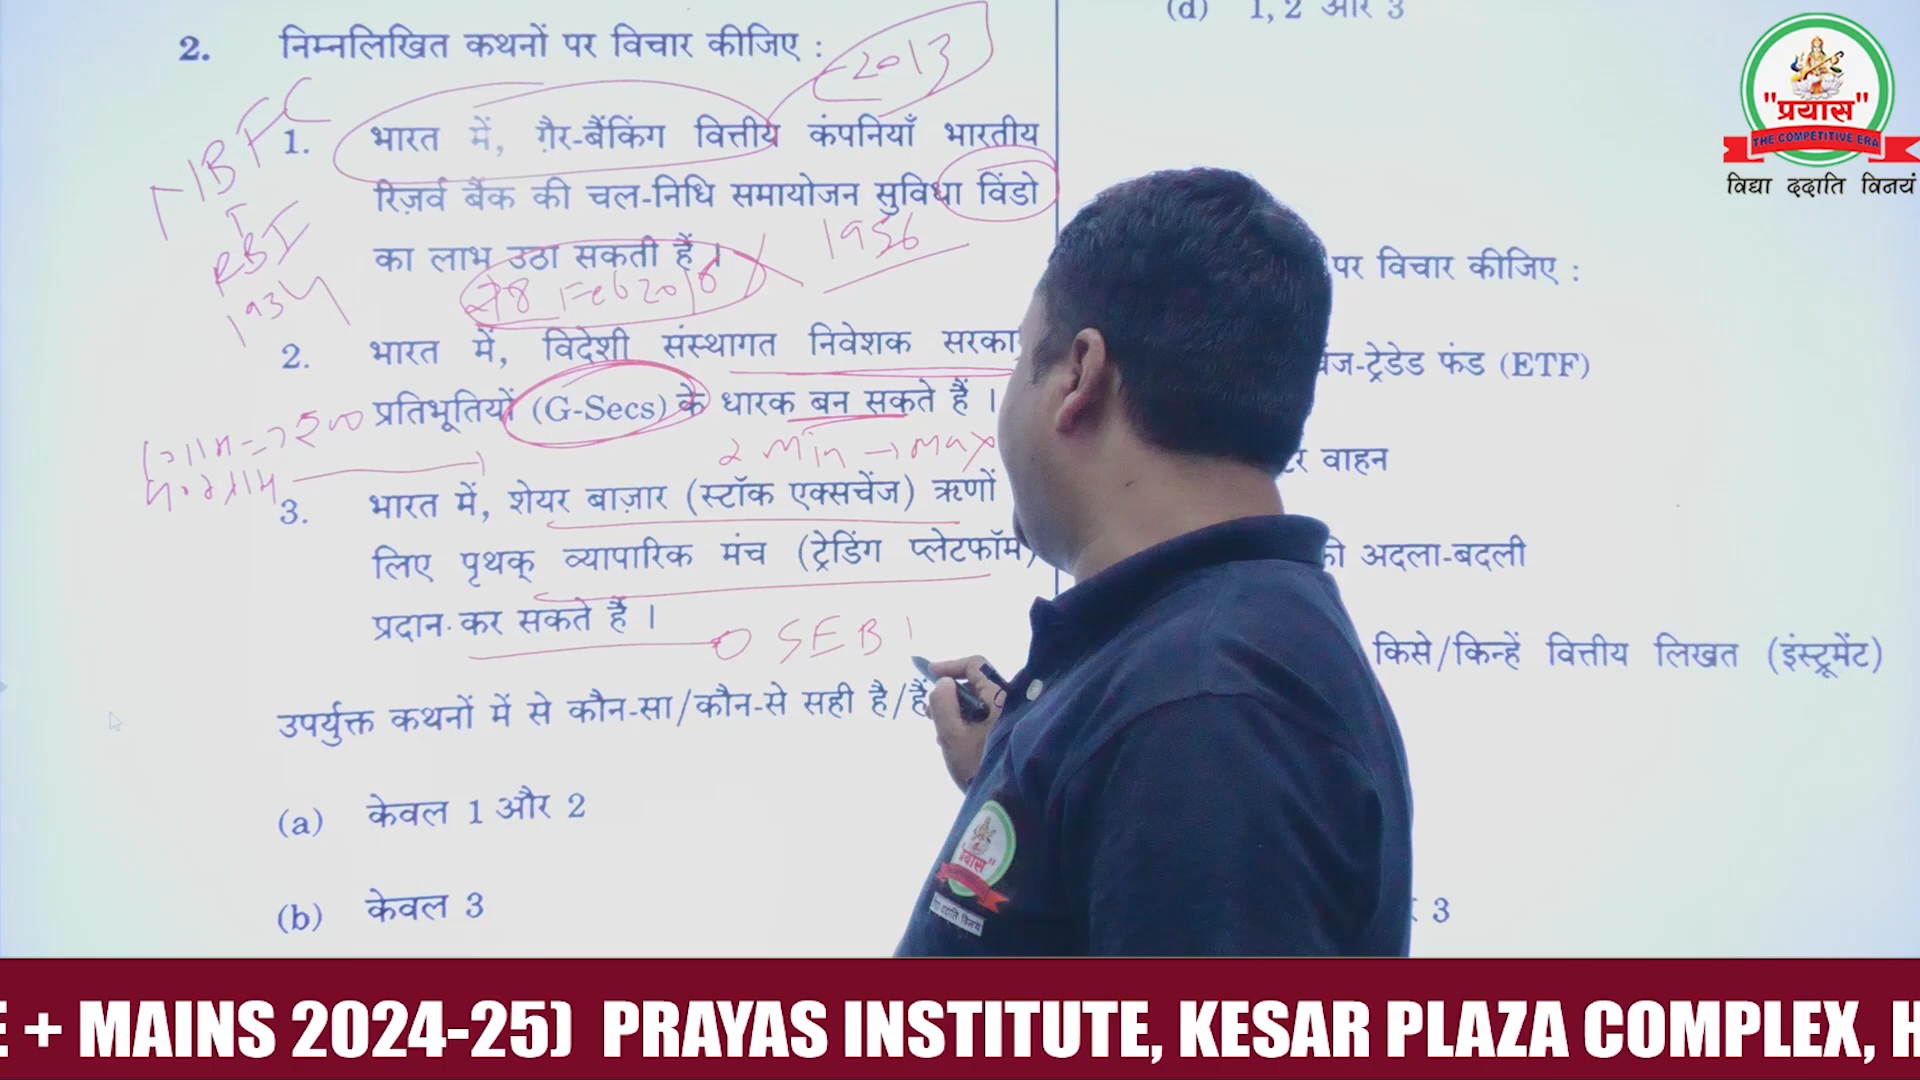 (d) 1, 2 और 3
2. निम्नलिखित कथनों पर विचार कीजिए :
2013
NBFC
1. भारत में, ग़ैर-बैंकिंग वित्तीय कंपनियाँ भारतीय
रिज़र्व बैंक की चल-निधि समायोजन सुविधा विंडो
का लाभ उठा सकती हैं ।
1956
RBI
1934
2. भारत में, विदेशी संस्थागत निवेशक
प्रतिभूतियों (G-Secs) के धारक बन सकते हैं ।
2 Min → max
3. भारत में, शेयर बाज़ार (स्टॉक एक्सचेंज) ऋणों
लिए पृथक् व्यापारिक मंच (ट्रेडिंग प्लेटफॉर्म)
प्रदान कर सकते हैं ।
SEBI
उपर्युक्त कथनों में से कौन-सा/कौन-से सही है/हैं
(a) केवल 1 और 2
(b) केवल 3
पर विचार कीजिए :
ट्रेडेड फंड (ETF)
वाहन
की अदला-बदली
किसे/किन्हें वित्तीय लिखत (इंस्ट्रूमेंट)
3
"प्रयास"
THE COMPETITIVE ERA
विद्या ददाति विनयं
"प्रयास"
+ MAINS 2024-25) PRAYAS INSTITUTE, KESAR PLAZA COMPLEX, H